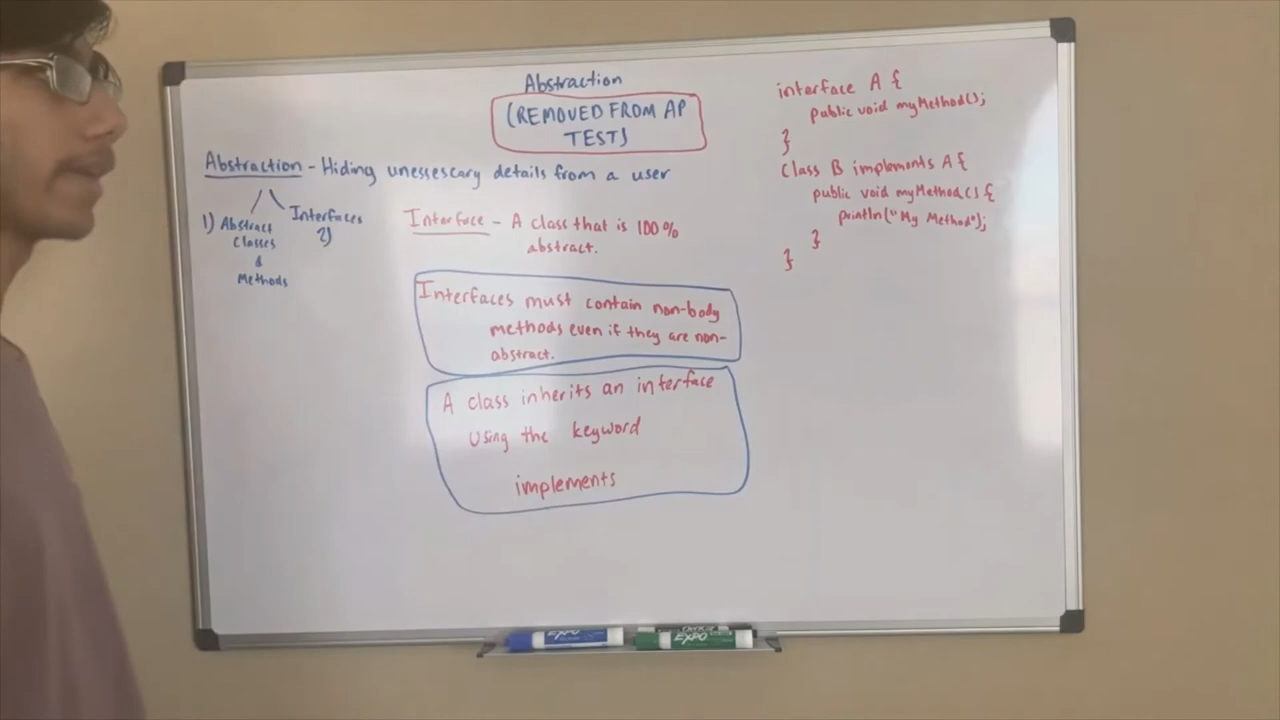 Abstraction
(REMOVED FROM AP
TEST)
Abstraction - Hiding unessescary details from a user
1) Abstract
Classes
&
Methods
Interfaces
2)
Interface - A class that is 100%
abstract.
Interfaces must contain non-body
methods even if they are non-
abstract.
A class inherits an interface
using the keyword
implements
interface A {
public void myMethod();
}
Class B implements A {
public void myMethod() {
println("My Method");
}
}
EXPO
EXPO